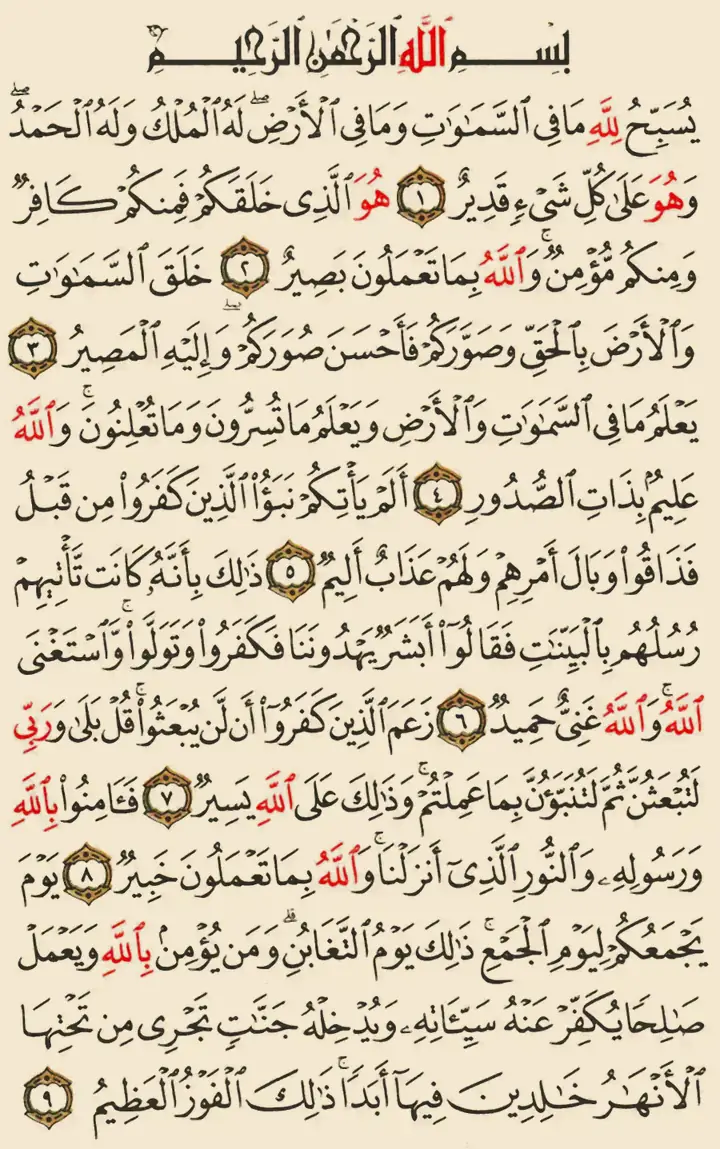 بِسْمِ ٱللَّهِ ٱلرَّحْمَٰنِ ٱلرَّحِيمِ
يُسَبِّحُ لِلَّهِ مَا فِى ٱلسَّمَٰوَٰتِ وَمَا فِى ٱلْأَرْضِ ۖ لَهُ ٱلْمُلْكُ وَلَهُ ٱلْحَمْدُ ۖ
وَهُوَ عَلَىٰ كُلِّ شَىْءٍ قَدِيرٌ ١ هُوَ ٱلَّذِى خَلَقَكُمْ فَمِنكُمْ كَافِرٌ
وَمِنكُم مُّؤْمِنٌ ۚ وَٱللَّهُ بِمَا تَعْمَلُونَ بَصِيرٌ ٢ خَلَقَ ٱلسَّمَٰوَٰتِ
وَٱلْأَرْضَ بِٱلْحَقِّ وَصَوَّرَكُمْ فَأَحْسَنَ صُوَرَكُمْ ۖ وَإِلَيْهِ ٱلْمَصِيرُ ٣
يَعْلَمُ مَا فِى ٱلسَّمَٰوَٰتِ وَٱلْأَرْضِ وَيَعْلَمُ مَا تُسِرُّونَ وَمَا تُعْلِنُونَ ۚ وَٱللَّهُ
عَلِيمٌۢ بِذَاتِ ٱلصُّدُورِ ٤ أَلَمْ يَأْتِكُمْ نَبَؤُا۟ ٱلَّذِينَ كَفَرُوا۟ مِن قَبْلُ
فَذَاقُوا۟ وَبَالَ أَمْرِهِمْ وَلَهُمْ عَذَابٌ أَلِيمٌ ٥ ذَٰلِكَ بِأَنَّهُۥ كَانَت تَّأْتِيهِمْ
رُسُلُهُم بِٱلْبَيِّنَٰتِ فَقَالُوٓا۟ أَبَشَرٌ يَهْدُونَنَا فَكَفَرُوا۟ وَتَوَلَّوا۟ ۚ وَّٱسْتَغْنَى
ٱللَّهُ ۚ وَٱللَّهُ غَنِىٌّ حَمِيدٌ ٦ زَعَمَ ٱلَّذِينَ كَفَرُوٓا۟ أَن لَّن يُبْعَثُوا۟ ۚ قُلْ بَلَىٰ وَرَبِّى
لَتُبْعَثُنَّ ثُمَّ لَتُنَبَّؤُنَّ بِمَا عَمِلْتُمْ ۚ وَذَٰلِكَ عَلَى ٱللَّهِ يَسِيرٌ ٧ فَـَٔامِنُوا۟ بِٱللَّهِ
وَرَسُولِهِۦ وَٱلنُّورِ ٱلَّذِىٓ أَنزَلْنَا ۚ وَٱللَّهُ بِمَا تَعْمَلُونَ خَبِيرٌ ٨ يَوْمَ
يَجْمَعُكُمْ لِيَوْمِ ٱلْجَمْعِ ۖ ذَٰلِكَ يَوْمُ ٱلتَّغَابُنِ ۗ وَمَن يُؤْمِنۢ بِٱللَّهِ وَيَعْمَلْ
صَٰلِحًا يُكَفِّرْ عَنْهُ سَيِّـَٔاتِهِۦ وَيُدْخِلْهُ جَنَّٰتٍ تَجْرِى مِن تَحْتِهَا
ٱلْأَنْهَٰرُ خَٰلِدِينَ فِيهَآ أَبَدًا ۚ ذَٰلِكَ ٱلْفَوْزُ ٱلْعَظِيمُ ٩